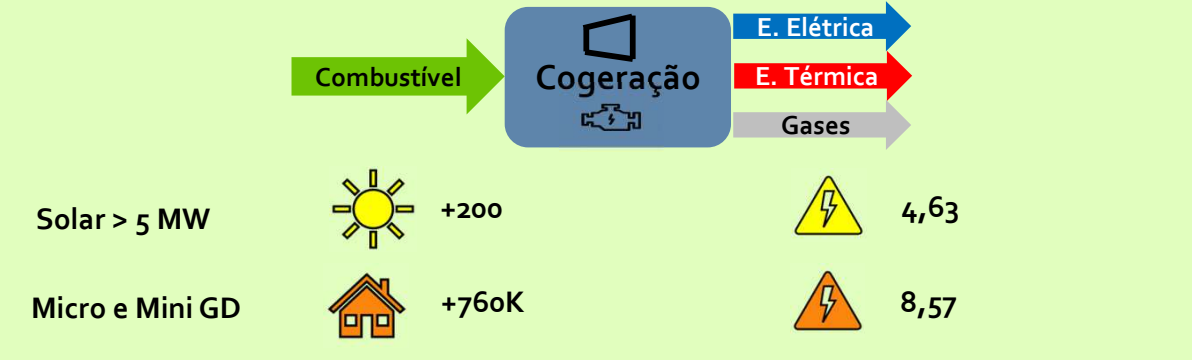 E. Elétrica
Combustível
Cogeração
E. Térmica
Gases
Solar > 5 MW +200 4,63
Micro e Mini GD +760K 8,57